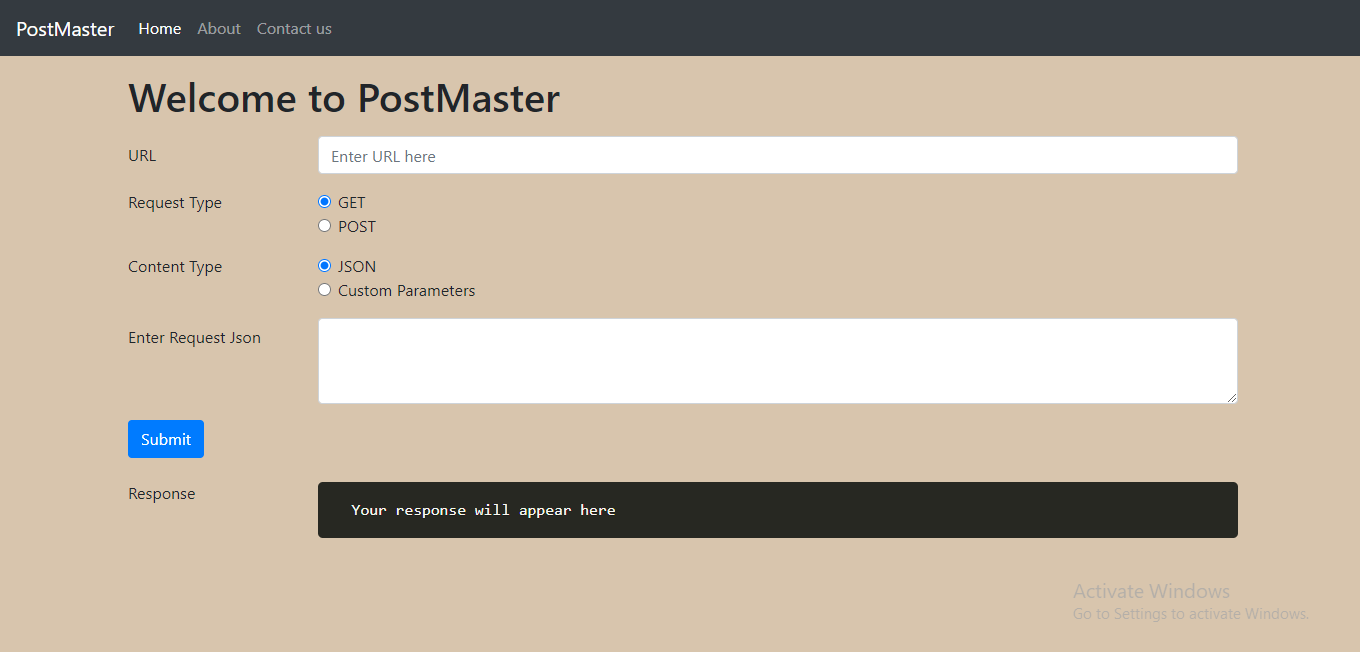 PostMaster Home About Contact us
Welcome to PostMaster
URL Enter URL here
Request Type GET
POST
Content Type JSON
Custom Parameters
Enter Request Json
Submit
Response Your response will appear here
Activate Windows
Go to Settings to activate Windows.